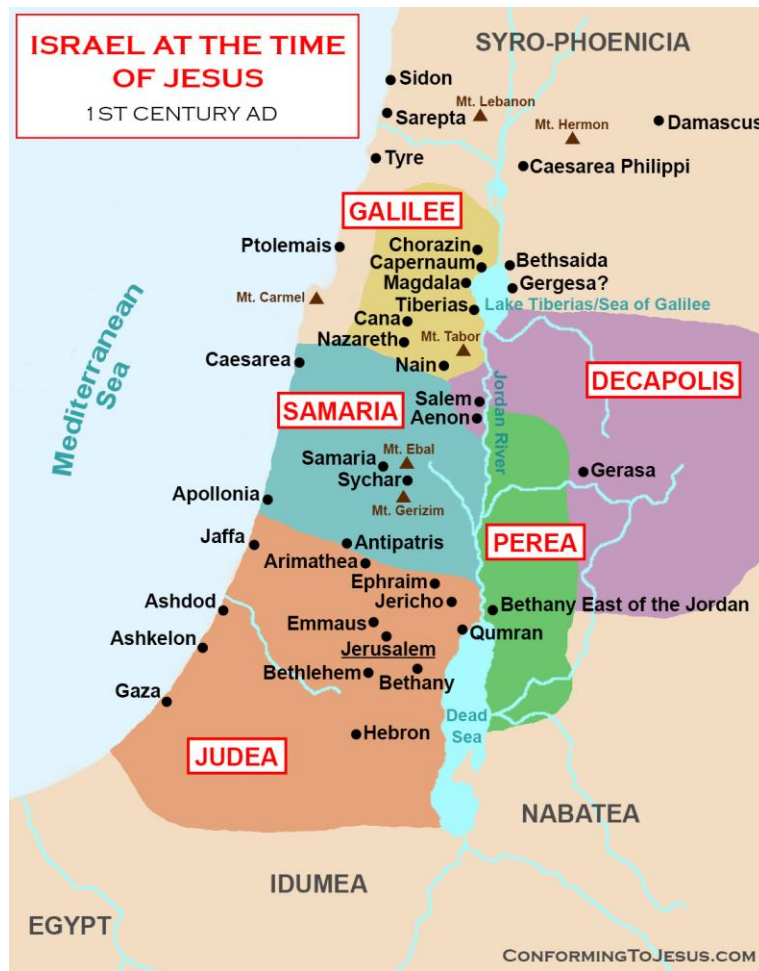 ISRAEL AT THE TIME
OF JESUS
1ST CENTURY AD
SYRO-PHOENICIA
Sidon
Mt. Lebanon
Sarepta
Mt. Hermon
Damascus
Tyre
Caesarea Philippi
GALILEE
Ptolemais
Chorazin
Capernaum
Bethsaida
Magdala
Gergesa?
Mt. Carmel
Tiberias
Lake Tiberias/Sea of Galilee
Cana
Nazareth
Mt. Tabor
Caesarea
Nain
Mediterranean
Sea
Jordan River
DECAPOLIS
SAMARIA
Salem
Aenon
Mt. Ebal
Samaria
Sychar
Gerasa
Mt. Gerizim
Apollonia
Jaffa
Antipatris
PEREA
Arimathea
Ephraim
Jericho
Ashdod
Bethany East of the Jordan
Emmaus
Qumran
Ashkelon
Jerusalem
Bethlehem
Bethany
Gaza
Dead
Sea
Hebron
JUDEA
NABATEA
IDUMEA
EGYPT
CONFORMINGTOJESUS.COM